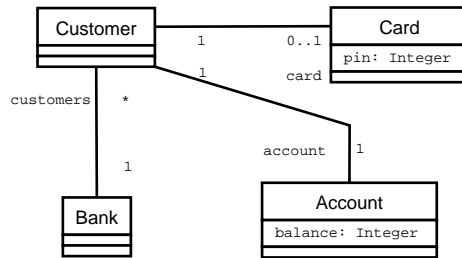 Customer
1
0..1
Card
pin: Integer
card
1
customers
*
account
1
1
Bank
Account
balance: Integer